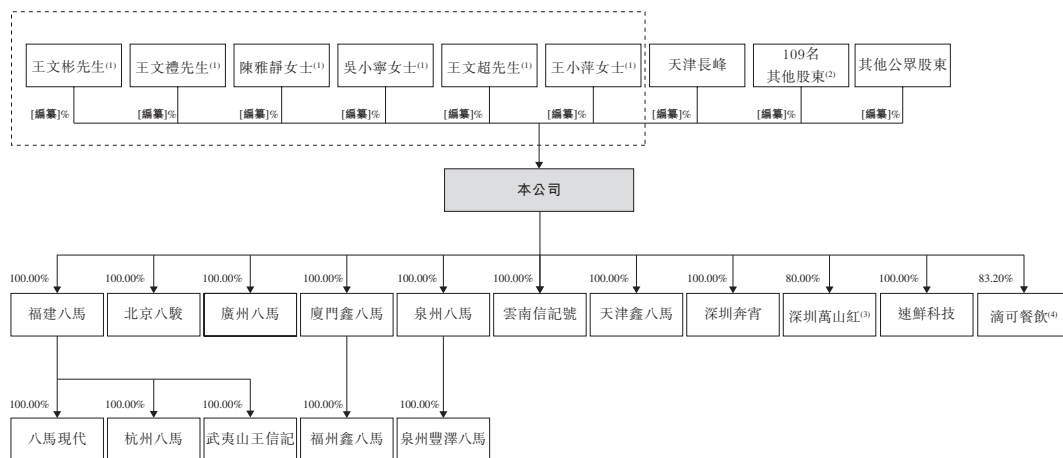 王文彬先生(1)
王文禮先生(1)
陳雅靜女士(1)
吳小寧女士(1)
王文超先生(1)
王小萍女士(1)
天津長峰
109名
其他股東(2)
其他公眾股東
[編纂]%
[編纂]%
[編纂]%
[編纂]%
[編纂]%
[編纂]%
[編纂]%
[編纂]%
[編纂]%
本公司
100.00%
100.00%
100.00%
100.00%
100.00%
100.00%
100.00%
100.00%
80.00%
100.00%
83.20%
福建八馬
北京八駿
廣州八馬
廈門鑫八馬
泉州八馬
雲南信記號
天津鑫八馬
深圳奔宵
深圳萬山紅(3)
速鮮科技
滴可餐飲(4)
100.00%
100.00%
100.00%
100.00%
100.00%
八馬現代
杭州八馬
武夷山王信記
福州鑫八馬
泉州豐澤八馬